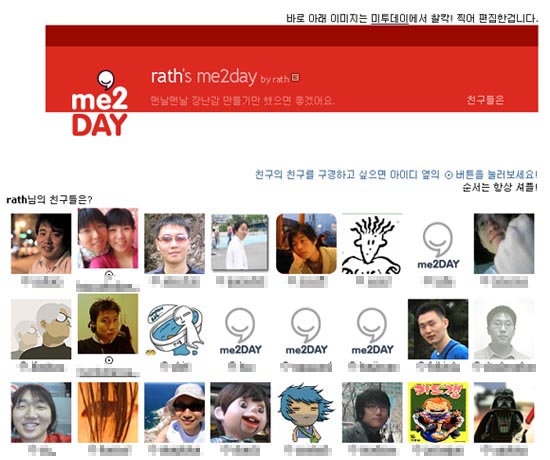 바로 아래 이미지는 미투데이에서 찰칵! 찍어 편집한겁니다.
rath's me2day by rath
맨날맨날 장난감 만들기만 했으면 좋겠어요.
친구들은
me2
DAY
친구의 친구를 구경하고 싶으면 아이디 옆의 ⊙ 버튼을 눌러보세요!
순서는 항상 셔플!
rath님의 친구들은?
me2DAY
me2DAY
me2DAY
me2DAY